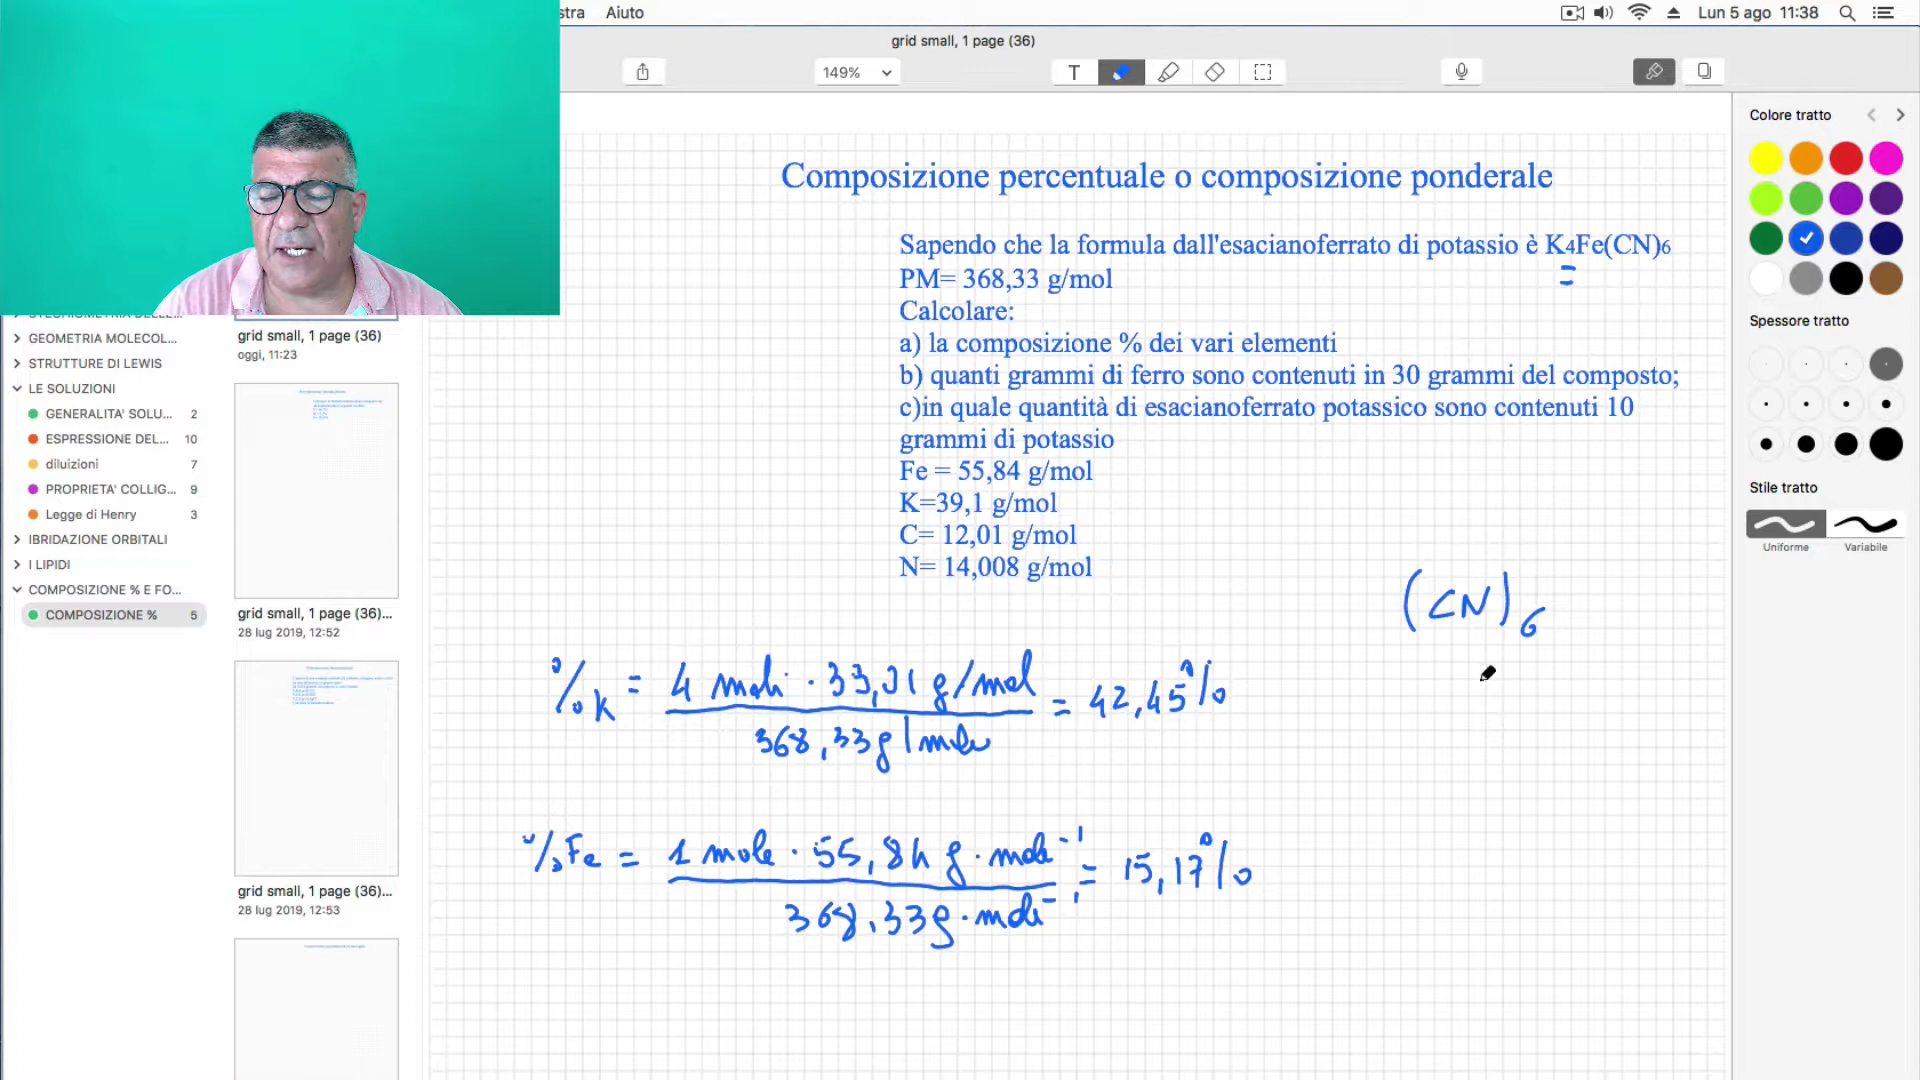 stra Aiuto
Lun 5 ago 11:38
grid small, 1 page (36)
149%
T
Colore tratto
Spessore tratto
Stile tratto
Uniforme Variabile
GEOMETRIA MOLECOL...
STRUTTURE DI LEWIS
LE SOLUZIONI
GENERALITA' SOLU... 2
ESPRESSIONE DEL... 10
diluizioni 7
PROPRIETA' COLLIG... 9
Legge di Henry 3
IBRIDAZIONE ORBITALI
I LIPIDI
COMPOSIZIONE % E FO...
COMPOSIZIONE % 5
grid small, 1 page (36)
oggi, 11:23
grid small, 1 page (36)...
28 lug 2019, 12:52
grid small, 1 page (36)...
28 lug 2019, 12:53
Composizione percentuale o composizione ponderale
Sapendo che la formula dall'esacianoferrato di potassio è K4Fe(CN)6
PM= 368,33 g/mol
Calcolare:
a) la composizione % dei vari elementi
b) quanti grammi di ferro sono contenuti in 30 grammi del composto;
c)in quale quantità di esacianoferrato potassico sono contenuti 10
grammi di potassio
Fe = 55,84 g/mol
K=39,1 g/mol
C= 12,01 g/mol
N= 14,008 g/mol
(CN)6
% K = 4 moli · 39,01 g/mol = 42,45 %
368,33 g/mole
% Fe = 1 mole · 55,84 g · mole -1 = 15,17 %
368,33 g · mole -1